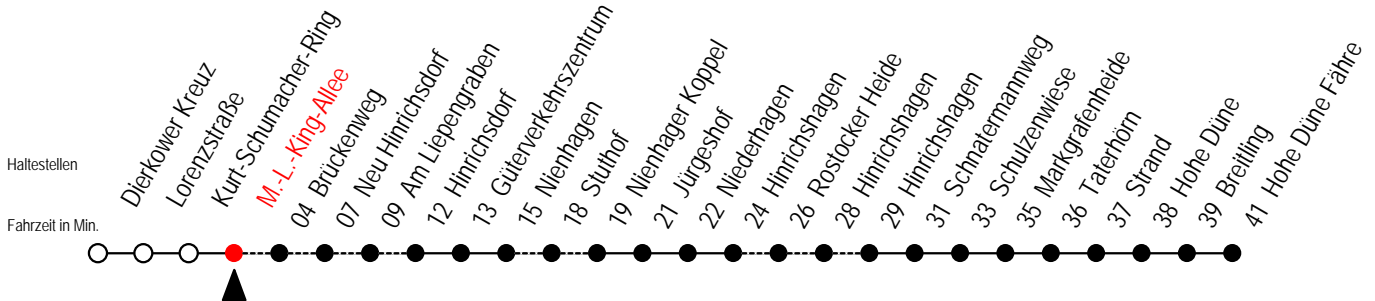 Haltestellen
Dierkower Kreuz
Lorenzstraße
Kurt-Schumacher-Ring
M.-L.-King-Allee
04 Brückenweg
07 Neu Hinrichsdorf
09 Am Liepengraben
12 Hinrichsdorf
13 Güterverkehrszentrum
15 Nienhagen
18 Stuthof
19 Nienhager Koppel
21 Jürgeshof
22 Niederhagen
24 Hinrichshagen
26 Rostocker Heide
28 Hinrichshagen
29 Hinrichshagen
31 Schnatermannweg
33 Schulzenwiese
35 Markgrafenheide
36 Taterhörn
37 Strand
38 Hohe Düne
39 Breitling
41 Hohe Düne Fähre
Fahrzeit in Min.